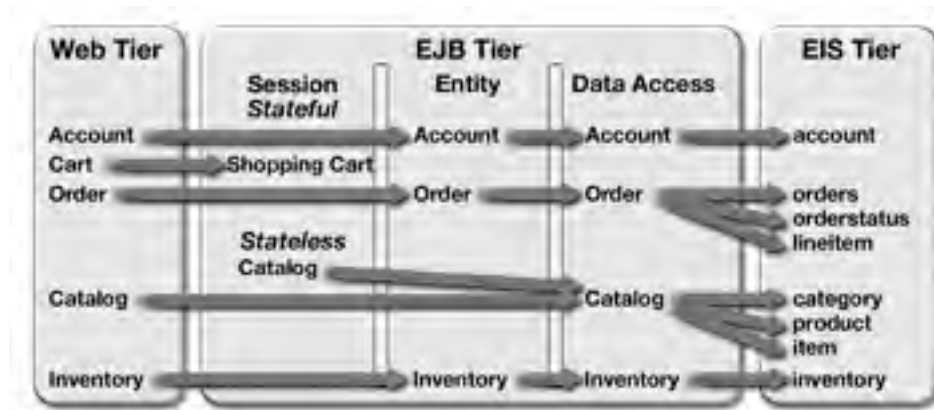 Web Tier
EJB Tier
EIS Tier
Session
Stateful
Entity
Data Access
Account
Account
Account
account
Cart
Shopping Cart
Order
Order
Order
orders
orderstatus
lineitem
Stateless
Catalog
Catalog
Catalog
category
product
item
Inventory
Inventory
Inventory
inventory